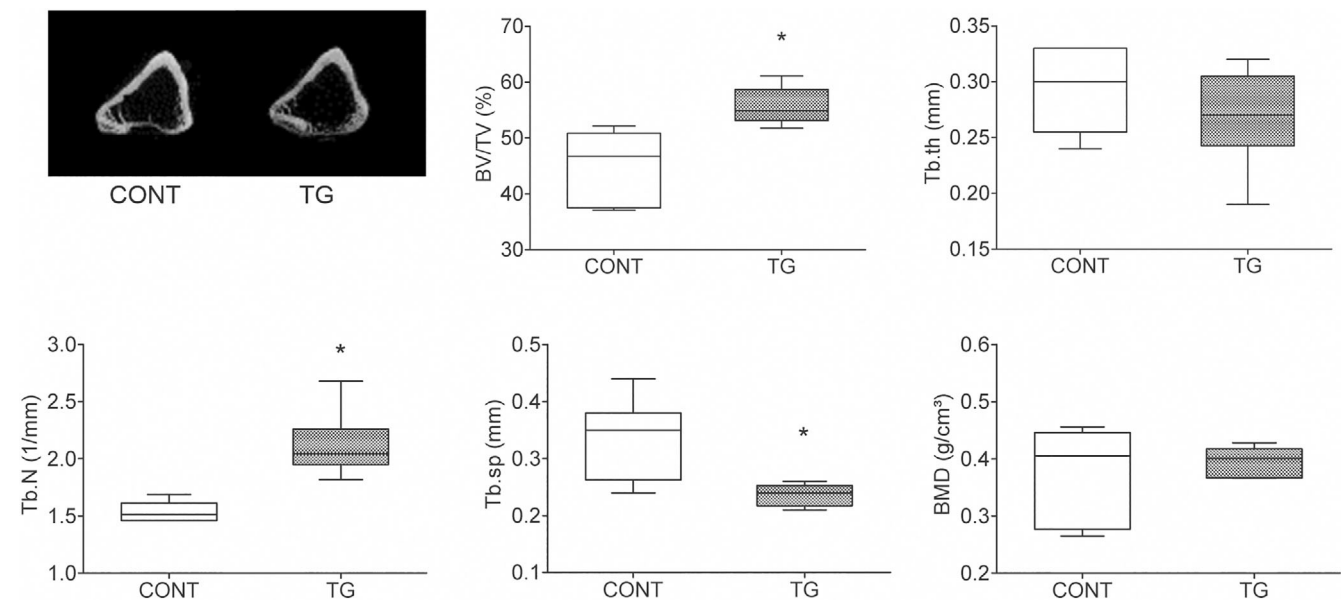 CONT TG
BV/TV (%)
70
60
50
40
30
*
CONT TG
Tb.th (mm)
0.35
0.30
0.25
0.20
0.15
CONT TG
Tb.N (1/mm)
3.0
2.5
2.0
1.5
1.0
*
CONT TG
Tb.sp (mm)
0.5
0.4
0.3
0.2
0.1
*
CONT TG
BMD (g/cm³)
0.6
0.5
0.4
0.3
0.2
CONT TG